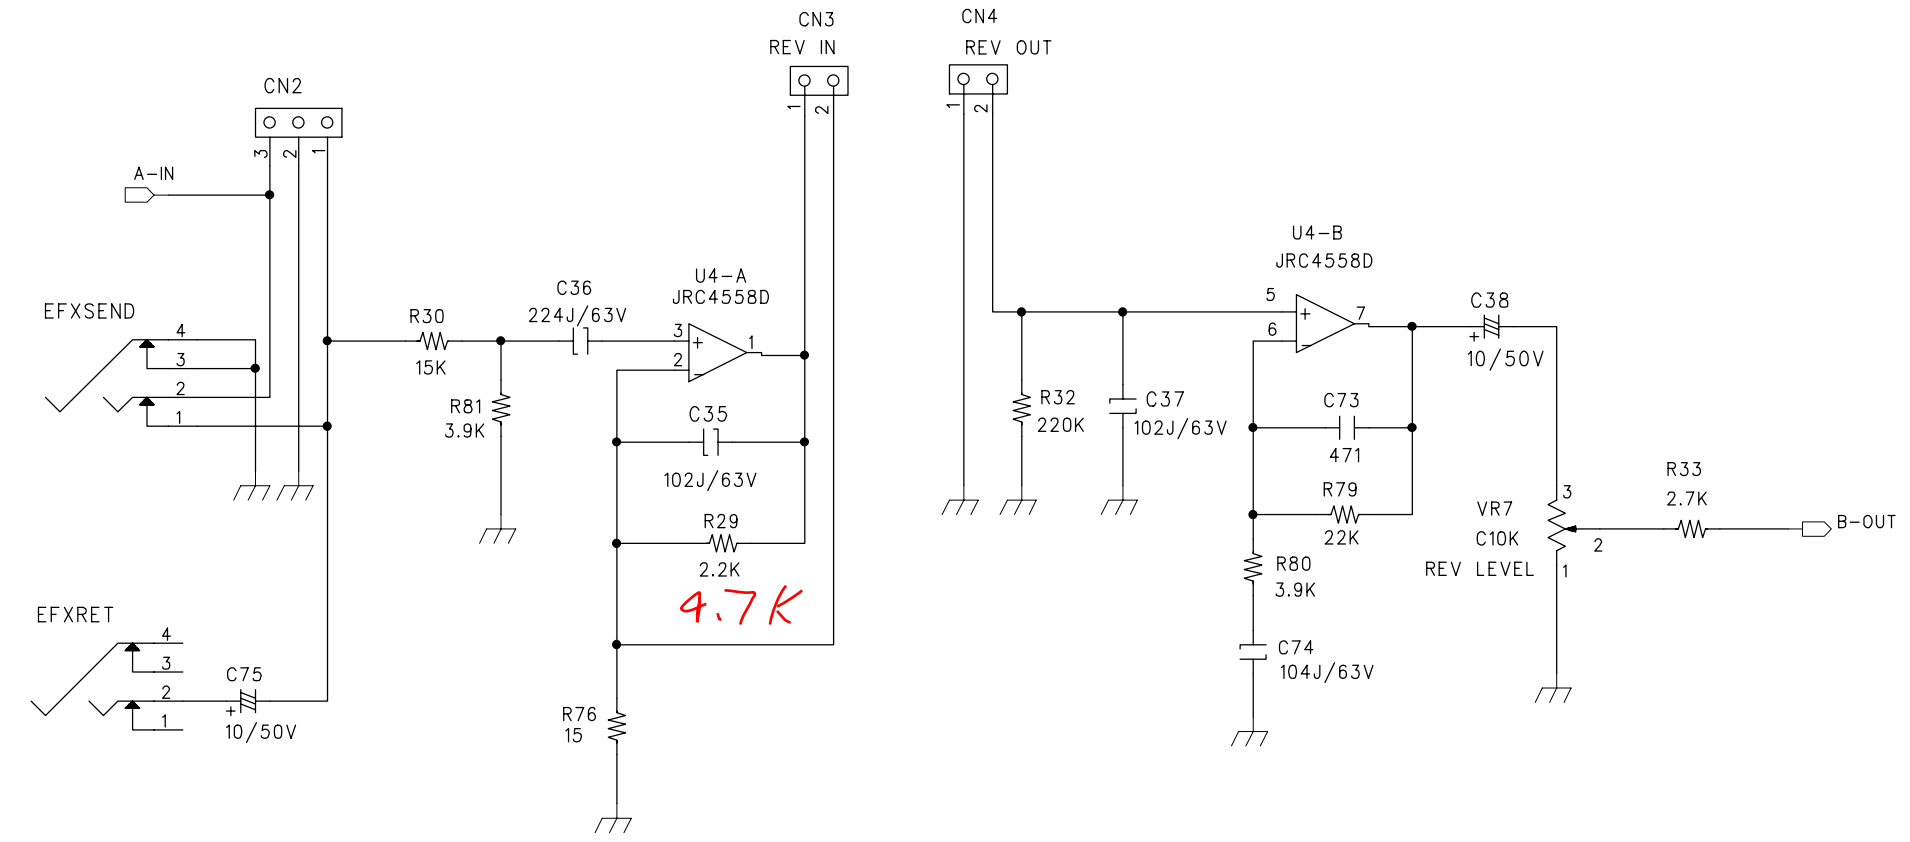 CN3
REV IN
1
2
CN4
REV OUT
1
2
CN2
3
2
1
A-IN
EFXSEND
4
3
2
1
R30
15K
R81
3.9K
C36
224J/63V
U4-A
JRC4558D
3
+
2
−
1
C35
102J/63V
R29
2.2K
4.7K
R76
15
EFXRET
4
3
2
1
C75
+
10/50V
R32
220K
C37
102J/63V
U4-B
JRC4558D
5
+
6
−
7
C73
471
R79
22K
R80
3.9K
C74
104J/63V
C38
+
10/50V
VR7
C10K
REV LEVEL
3
2
1
R33
2.7K
B-OUT